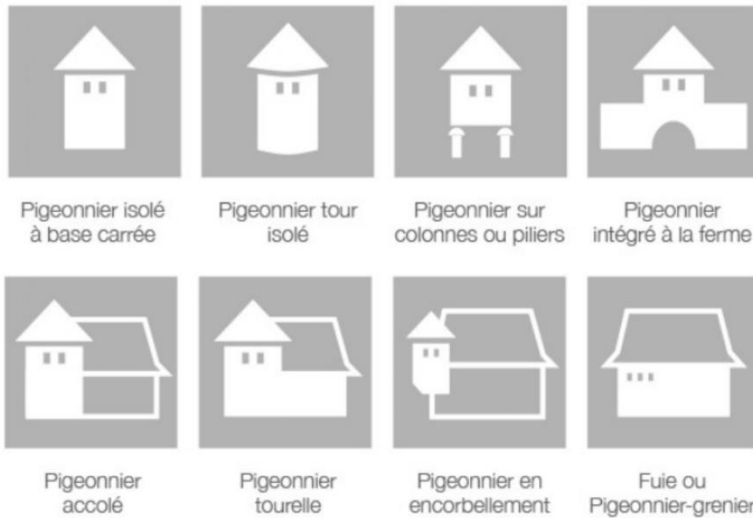 Pigeonnier isolé
à base carrée
Pigeonnier tour
isolé
Pigeonnier sur
colonnes ou piliers
Pigeonnier
intégré à la ferme
Pigeonnier
accolé
Pigeonnier
tourelle
Pigeonnier en
encorbellement
Fuie ou
Pigeonnier-grenier